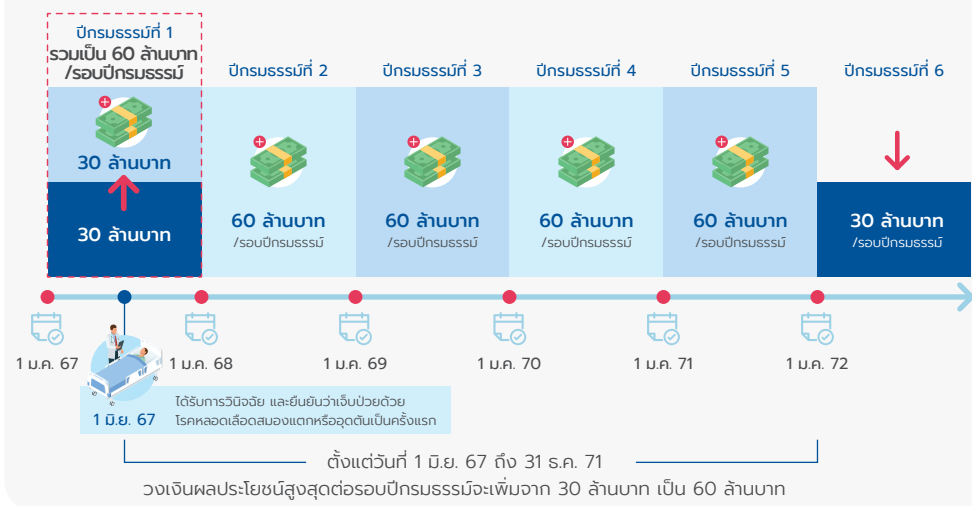 ปีกรมธรรม์ที่ 1
รวมเป็น 60 ล้านบาท
/รอบปีกรมธรรม์
ปีกรมธรรม์ที่ 2
ปีกรมธรรม์ที่ 3
ปีกรมธรรม์ที่ 4
ปีกรมธรรม์ที่ 5
ปีกรมธรรม์ที่ 6
30 ล้านบาท
30 ล้านบาท
60 ล้านบาท
/รอบปีกรมธรรม์
60 ล้านบาท
/รอบปีกรมธรรม์
60 ล้านบาท
/รอบปีกรมธรรม์
60 ล้านบาท
/รอบปีกรมธรรม์
30 ล้านบาท
/รอบปีกรมธรรม์
1 ม.ค. 67
1 ม.ค. 68
1 ม.ค. 69
1 ม.ค. 70
1 ม.ค. 71
1 ม.ค. 72
1 มิ.ย. 67
ได้รับการวินิจฉัย และยืนยันว่าเจ็บป่วยด้วย
โรคหลอดเลือดสมองแตกหรืออุดตันเป็นครั้งแรก
ตั้งแต่วันที่ 1 มิ.ย. 67 ถึง 31 ธ.ค. 71
วงเงินผลประโยชน์สูงสุดต่อรอบปีกรมธรรม์จะเพิ่มจาก 30 ล้านบาท เป็น 60 ล้านบาท